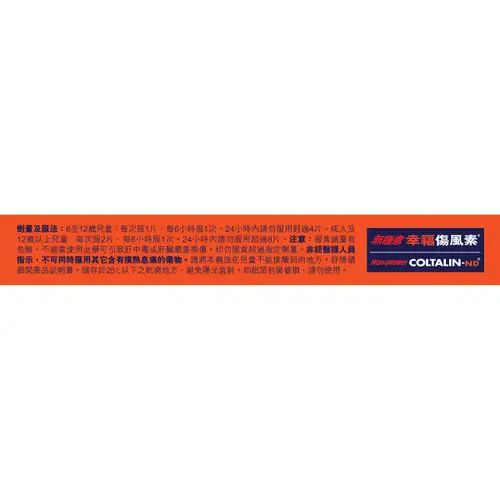 劑量及服法：6至12歲兒童：每次服1片，每6小時服1次。24小時內請勿服用超過4片。成人及
12歲以上兒童：每次服2片，每6小時服1次。24小時內請勿服用超過8片。注意：服食過量有
危險。不適當使用此藥可引致肝中毒或肝臟嚴重損傷。切勿服食超過指定劑量。非經醫護人員
指示，不可同時服用其它含有撲熱息痛的藥物。請將本藥放在兒童不能接觸到的地方。詳情請
細閱產品說明書。儲存於25℃以下之乾爽地方，避免陽光直射。如鋁箔包裝破損，請勿使用。
無睡意 幸福傷風素®
NON-DROWSY COLTALIN-ND®